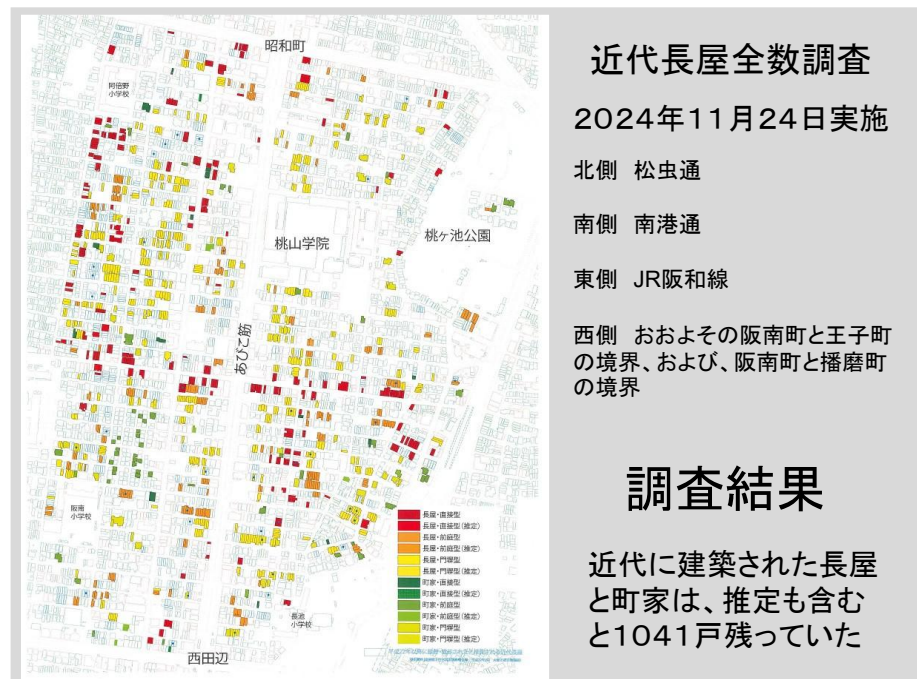 昭和町
阿倍野
小学校
桃山学院
桃ヶ池公園
あびこ筋
阪南
小学校
長池
小学校
西田辺
長屋・直接型
長屋・直接型(推定)
長屋・前庭型
長屋・前庭型(推定)
長屋・門塀型
長屋・門塀型(推定)
町家・直接型
町家・直接型(推定)
町家・前庭型
町家・前庭型(推定)
町家・門塀型
町家・門塀型(推定)
近代長屋全数調査
2024年11月24日実施
北側 松虫通
南側 南港通
東側 JR阪和線
西側 おおよその阪南町と王子町
の境界、および、阪南町と播磨町
の境界
調査結果
近代に建築された長屋
と町家は、推定も含む
と1041戸残っていた